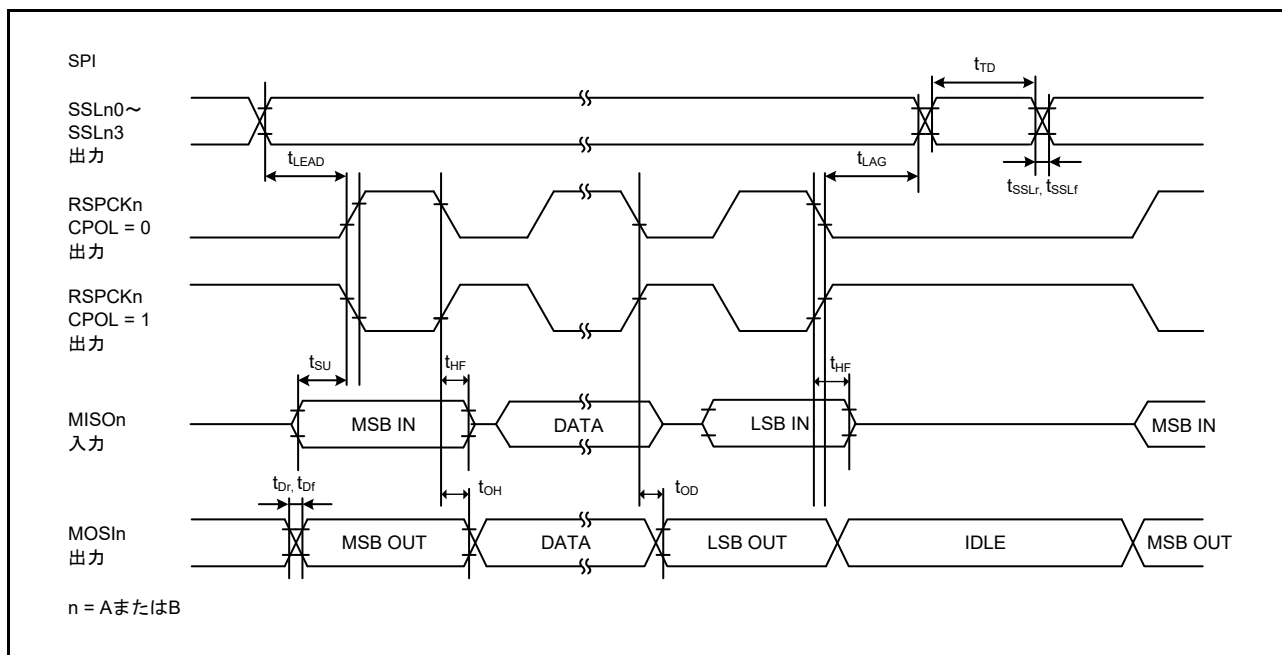 SPI
tTD
SSLn0～
SSLn3
出力
tLEAD
tLAG
tSSLr, tSSLf
RSPCKn
CPOL = 0
出力
RSPCKn
CPOL = 1
出力
tSU
tHF
tHF
MISOn
入力
MSB IN
DATA
LSB IN
MSB IN
tDr, tDf
tOH
tOD
MOSIn
出力
MSB OUT
DATA
LSB OUT
IDLE
MSB OUT
n = AまたはB